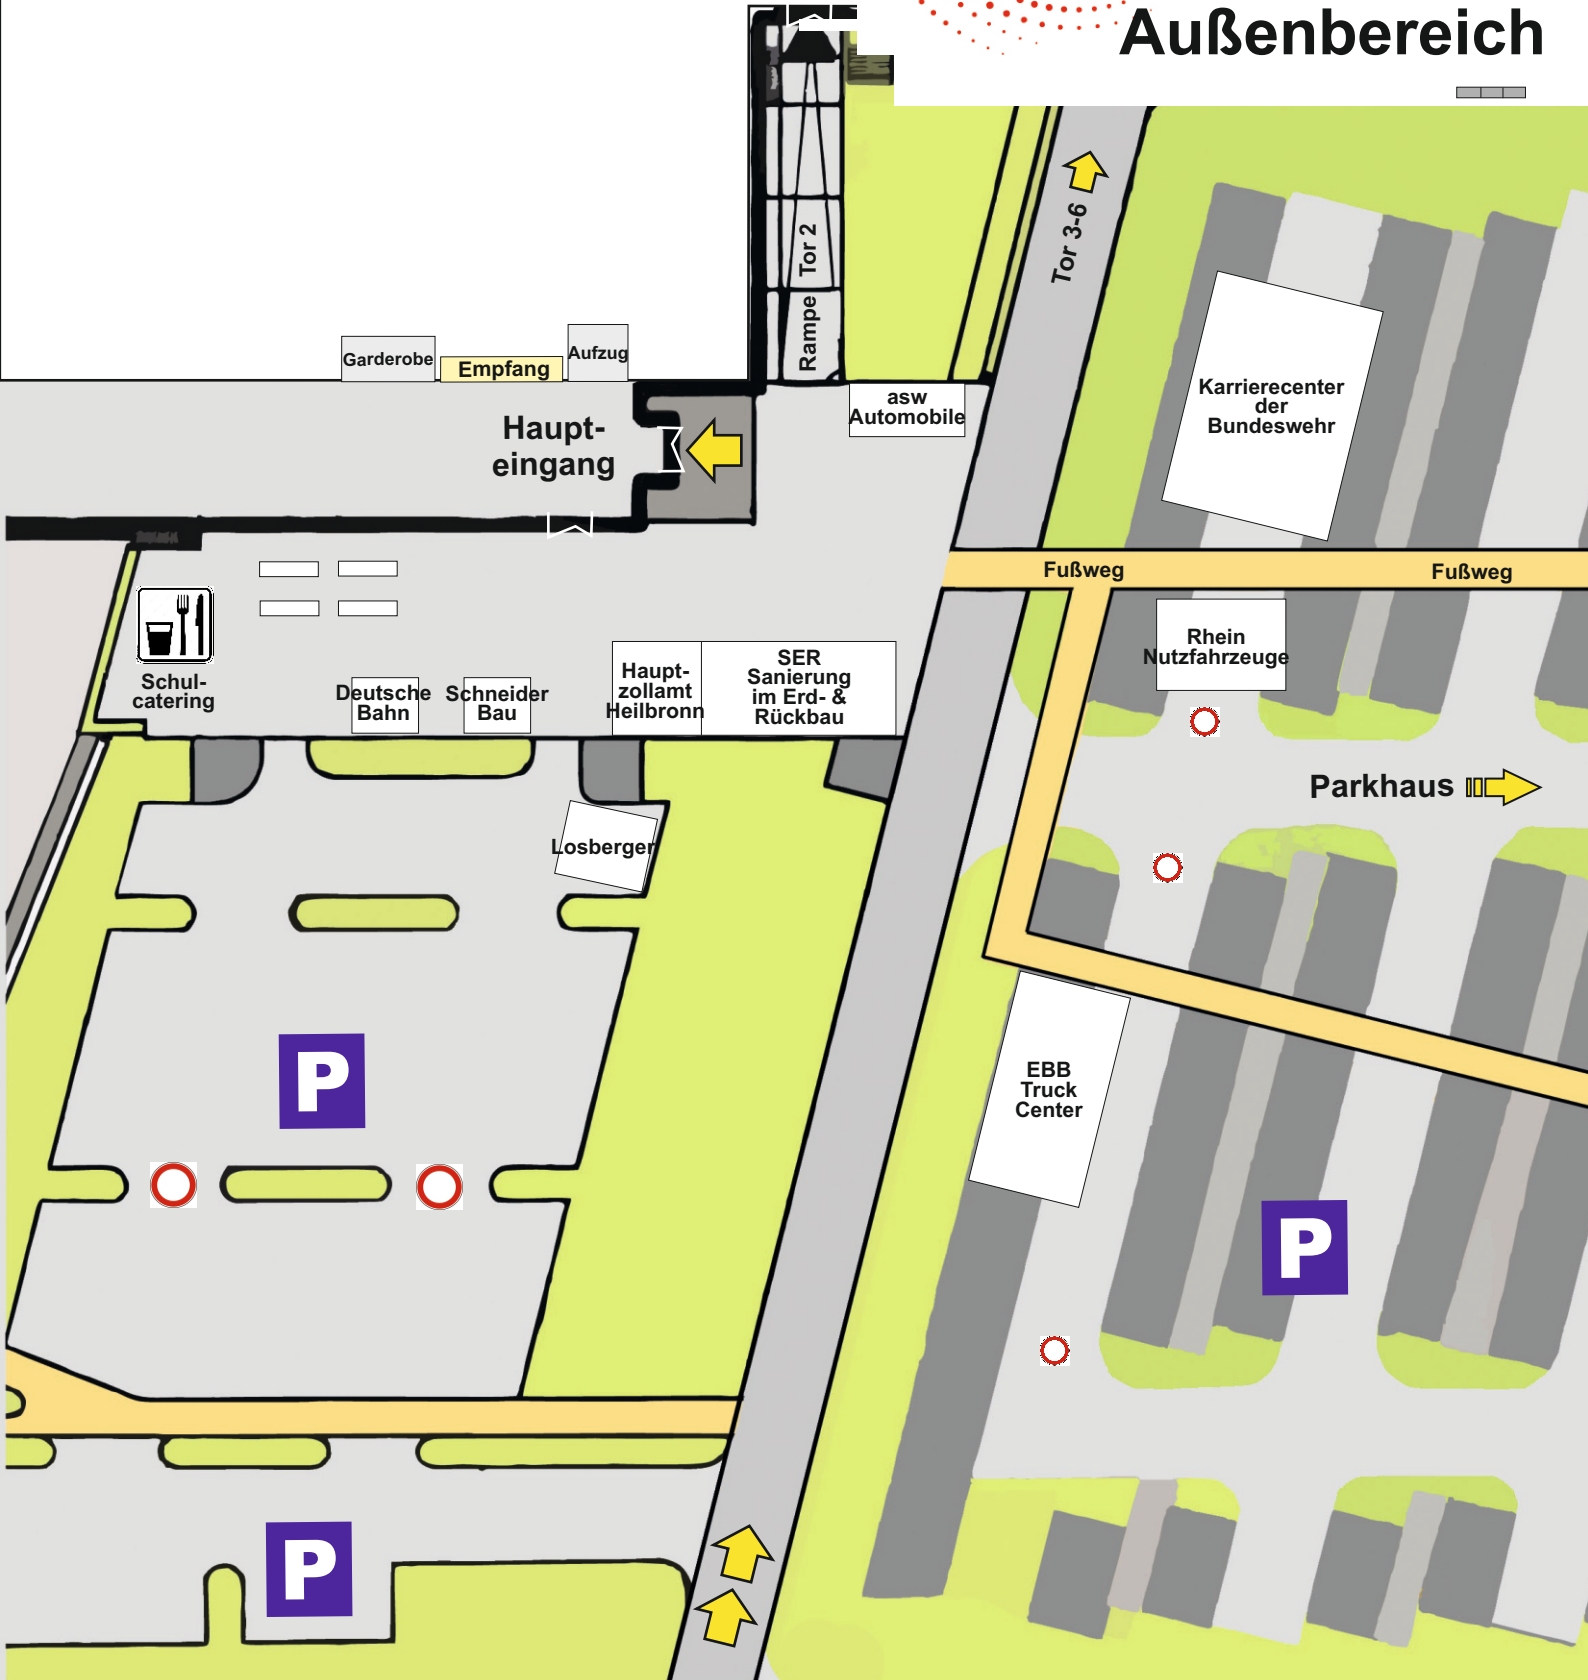 Außenbereich
Tor 3-6
Rampe Tor 2
Garderobe
Empfang
Aufzug
Haupt-
eingang
asw
Automobile
Karrierecenter
der
Bundeswehr
Fußweg
Fußweg
Schul-
catering
Deutsche
Bahn
Schneider
Bau
Haupt-
zollamt
Heilbronn
SER
Sanierung
im Erd- &
Rückbau
Rhein
Nutzfahrzeuge
Parkhaus
Losberger
P
EBB
Truck
Center
P
P